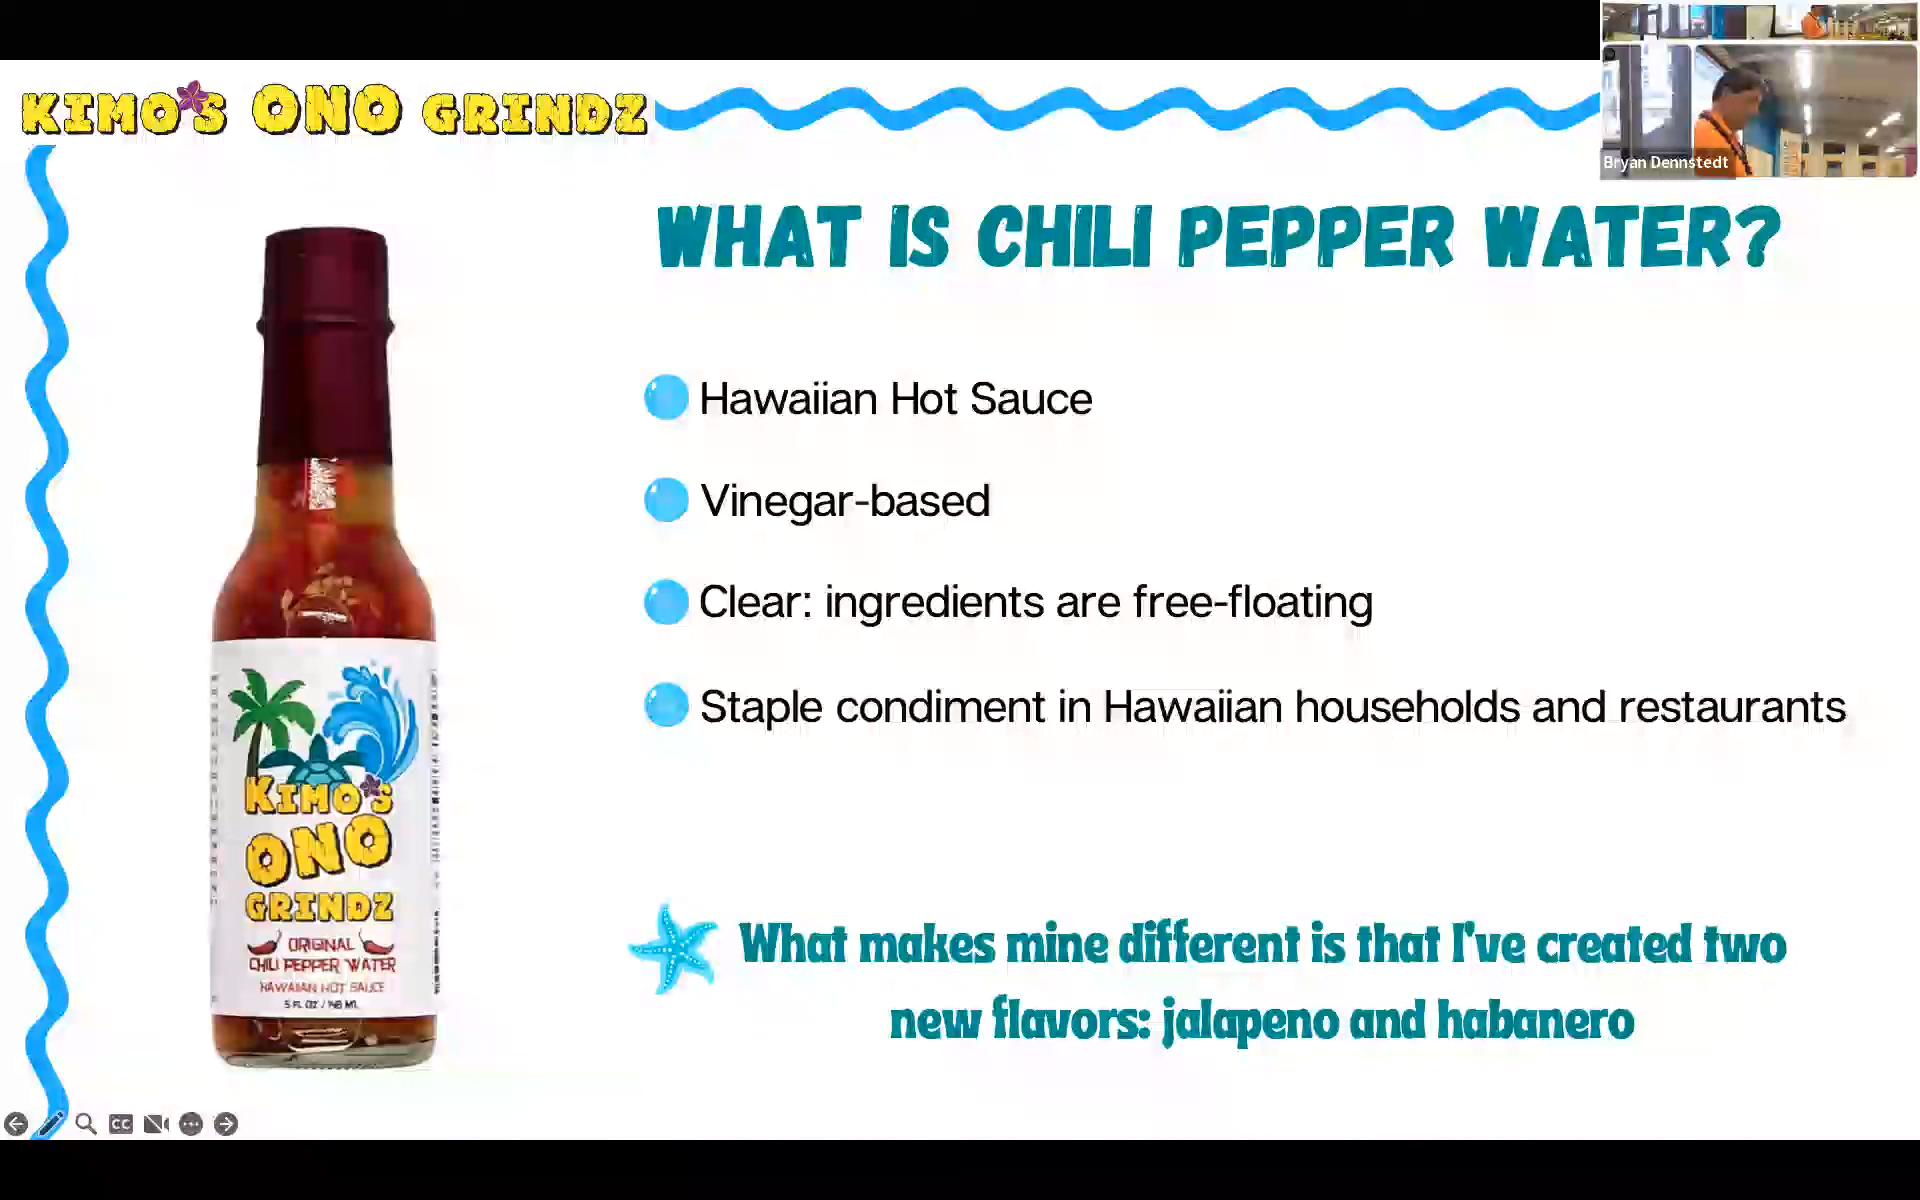 KIMO'S ONO GRINDZ
Bryan Dennstedt
WHAT IS CHILI PEPPER WATER?
Hawaiian Hot Sauce
Vinegar-based
Clear: ingredients are free-floating
Staple condiment in Hawaiian households and restaurants
KIMO'S
ONO
GRINDZ
ORIGINAL
CHILI PEPPER WATER
HAWAIIAN HOT SAUCE
5 FL OZ / 148 ML
What makes mine different is that I've created two
new flavors: jalapeno and habanero
CC